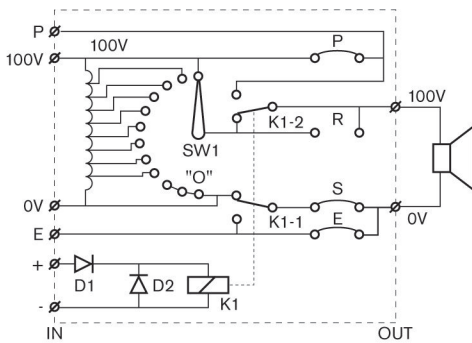 P
100V
100V
P
100V
K1-2
R
SW1
"O"
S
0V
K1-1
E
0V
E
+
D1
D2
K1
-
IN
OUT